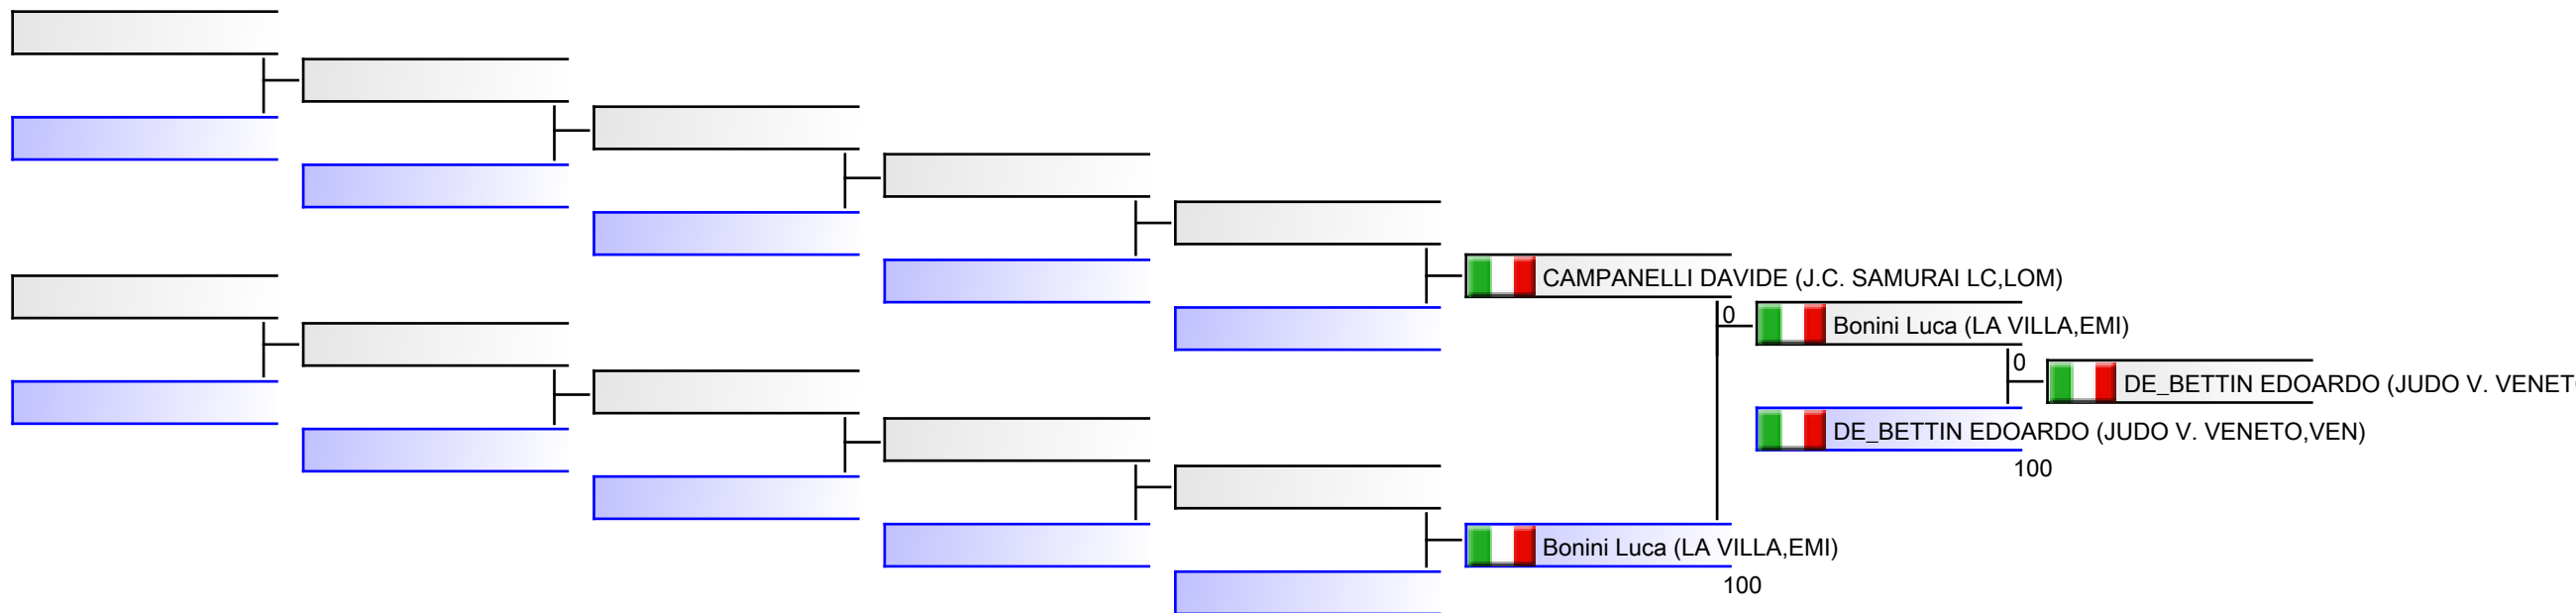 CAMPANELLI DAVIDE (J.C. SAMURAI LC,LOM)
0
Bonini Luca (LA VILLA,EMI)
0
DE_BETTIN EDOARDO (JUDO V. VENET
DE_BETTIN EDOARDO (JUDO V. VENETO,VEN)
100
Bonini Luca (LA VILLA,EMI)
100